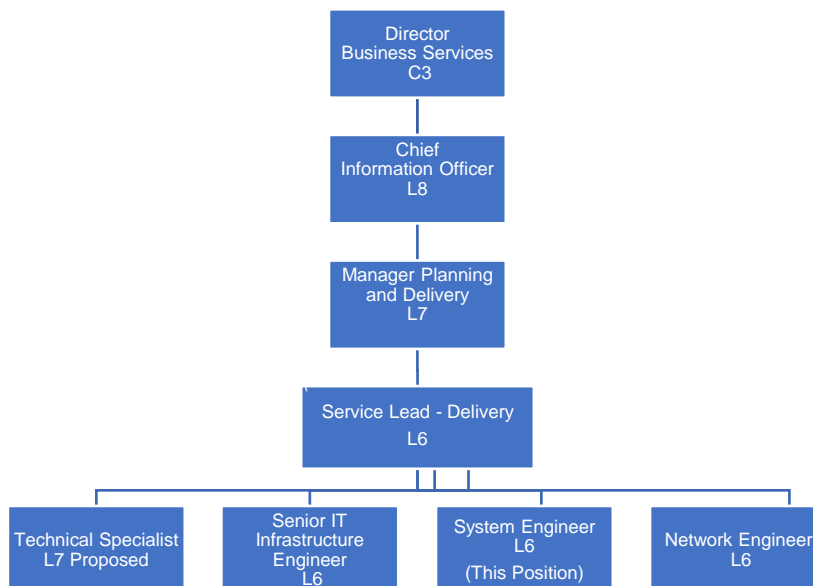 Director
Business Services
C3
Chief
Information Officer
L8
Manager Planning
and Delivery
L7
Service Lead - Delivery
L6
Technical Specialist
L7 Proposed
Senior IT
Infrastructure
Engineer
L6
System Engineer
L6
(This Position)
Network Engineer
L6